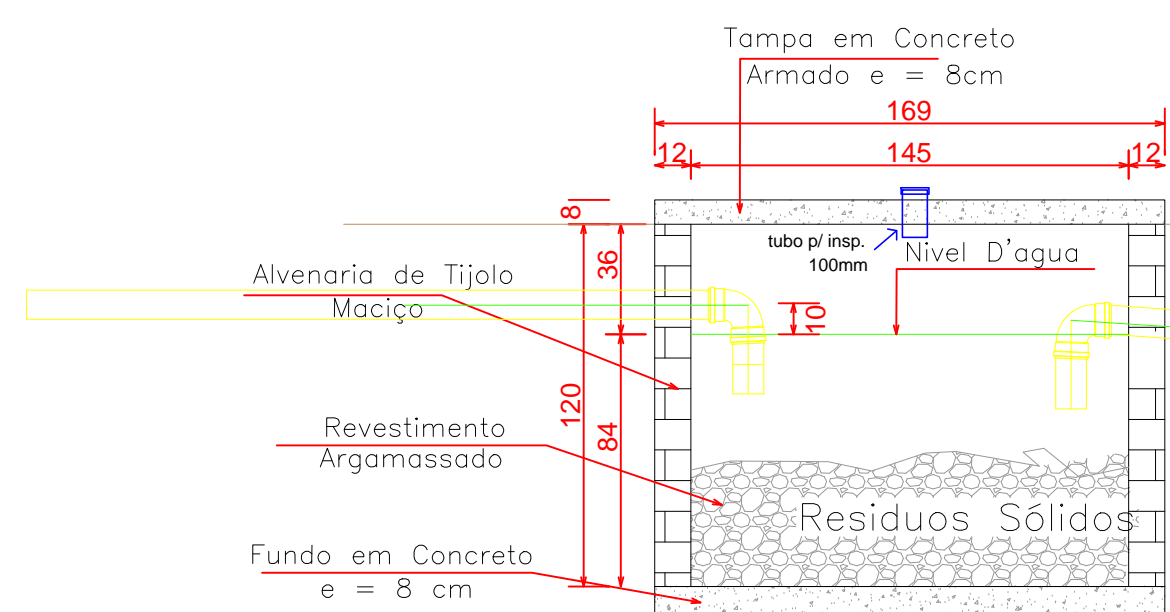 Tampa em Concreto
Armado e = 8cm
169
12
145
12
8
tubo p/ insp.
100mm
Nivel D'agua
36
Alvenaria de Tijolo
Maciço
10
120
84
Revestimento
Argamassado
Residuos Sólidos
Fundo em Concreto
e = 8 cm